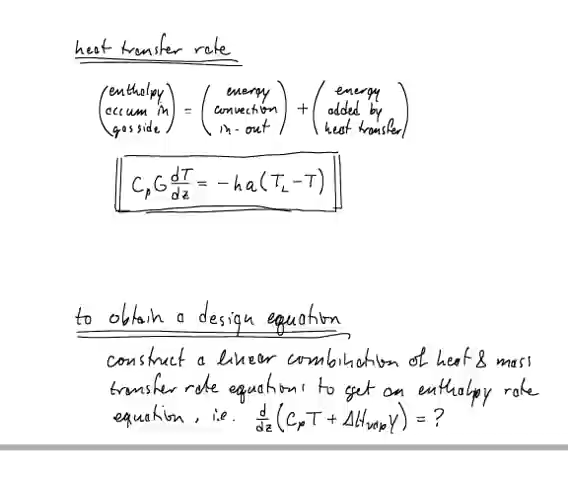 heat transfer rate
(enthalpy accum in gas side) = (energy convection in - out) + (energy added by heat transfer)
C_p G dT/dz = - ha (T_L - T)
to obtain a design equation
construct a linear combination of heat & mass
transfer rate equations to get an enthalpy rate
equation, i.e. d/dz (C_p T + ΔH_vap Y) = ?